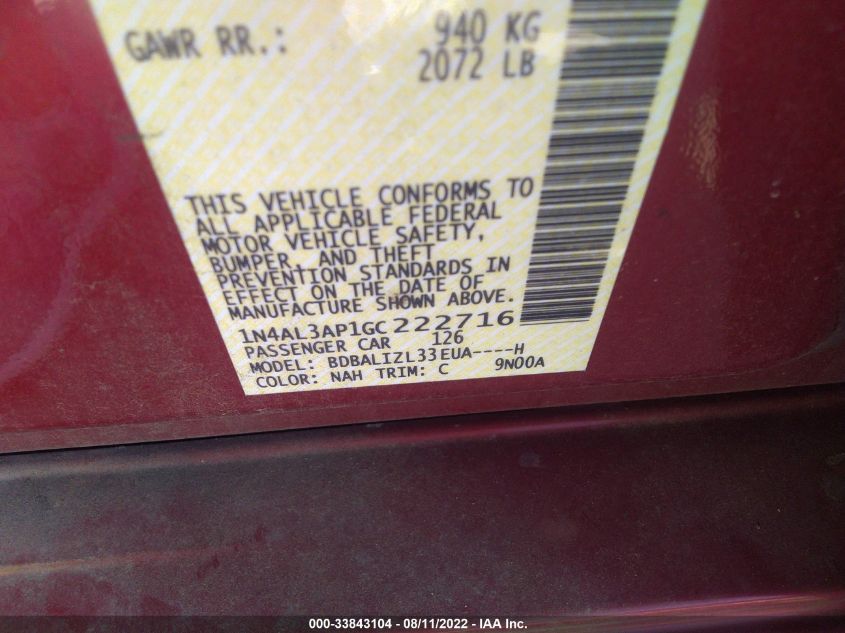 GAWR RR.: 940 KG
2072 LB
THIS VEHICLE CONFORMS TO
ALL APPLICABLE FEDERAL
MOTOR VEHICLE SAFETY,
BUMPER, AND THEFT
PREVENTION STANDARDS IN
EFFECT ON THE DATE OF
MANUFACTURE SHOWN ABOVE.
1N4AL3AP1GC222716
PASSENGER CAR 126
MODEL: BDBALIZL33EUA----H
COLOR: NAH TRIM: C 9N00A
000-33843104 - 08/11/2022 - IAA Inc.